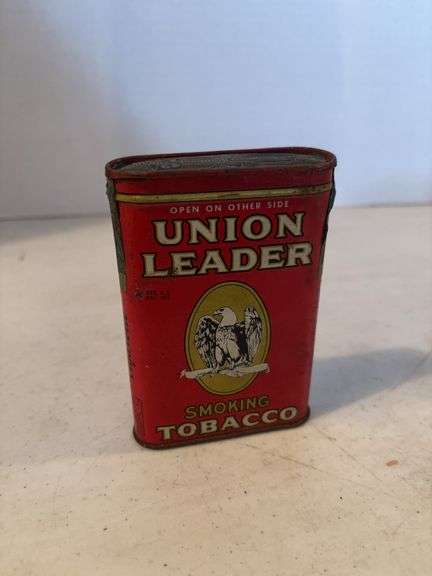 OPEN ON OTHER SIDE
UNION
LEADER
SMOKING
TOBACCO